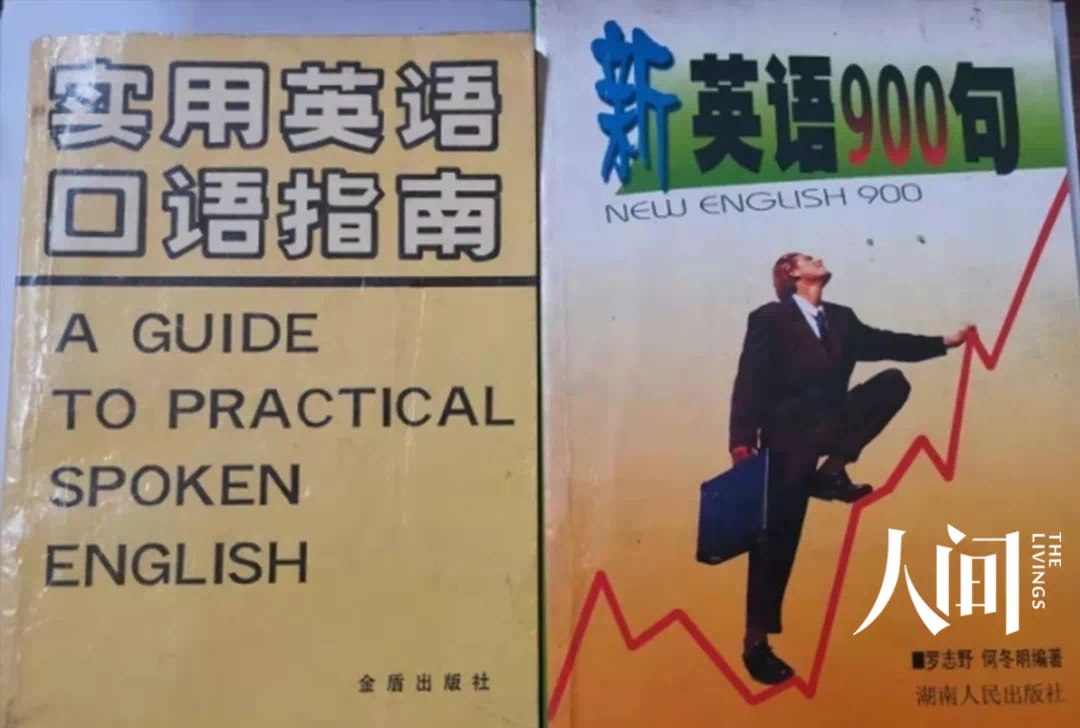 实用英语
口语指南
A GUIDE
TO PRACTICAL
SPOKEN
ENGLISH
金盾出版社
新英语900句
NEW ENGLISH 900
人间
THE LIVINGS
■罗志野 何冬明编著
湖南人民出版社